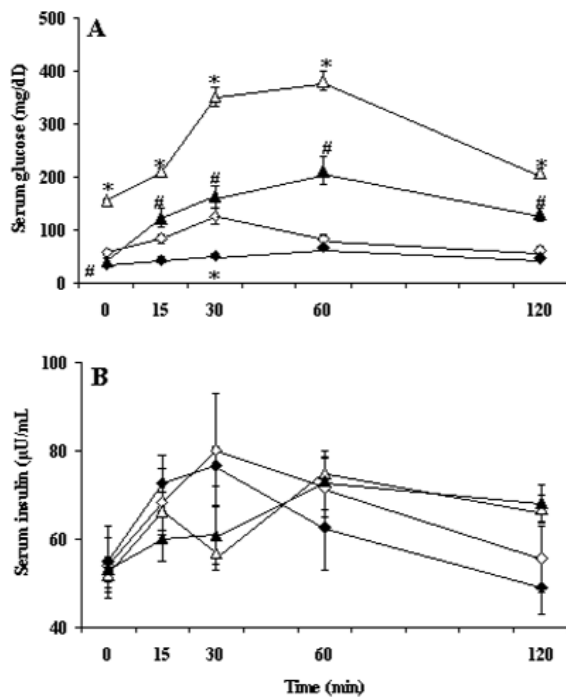 A
Serum glucose (mg/dl)
500
400
300
200
100
0
* * * * *
# # # # #
*
0 15 30 60 120
B
Serum insulin (µU/mL
100
80
60
40
0 15 30 60 120
Time (min)